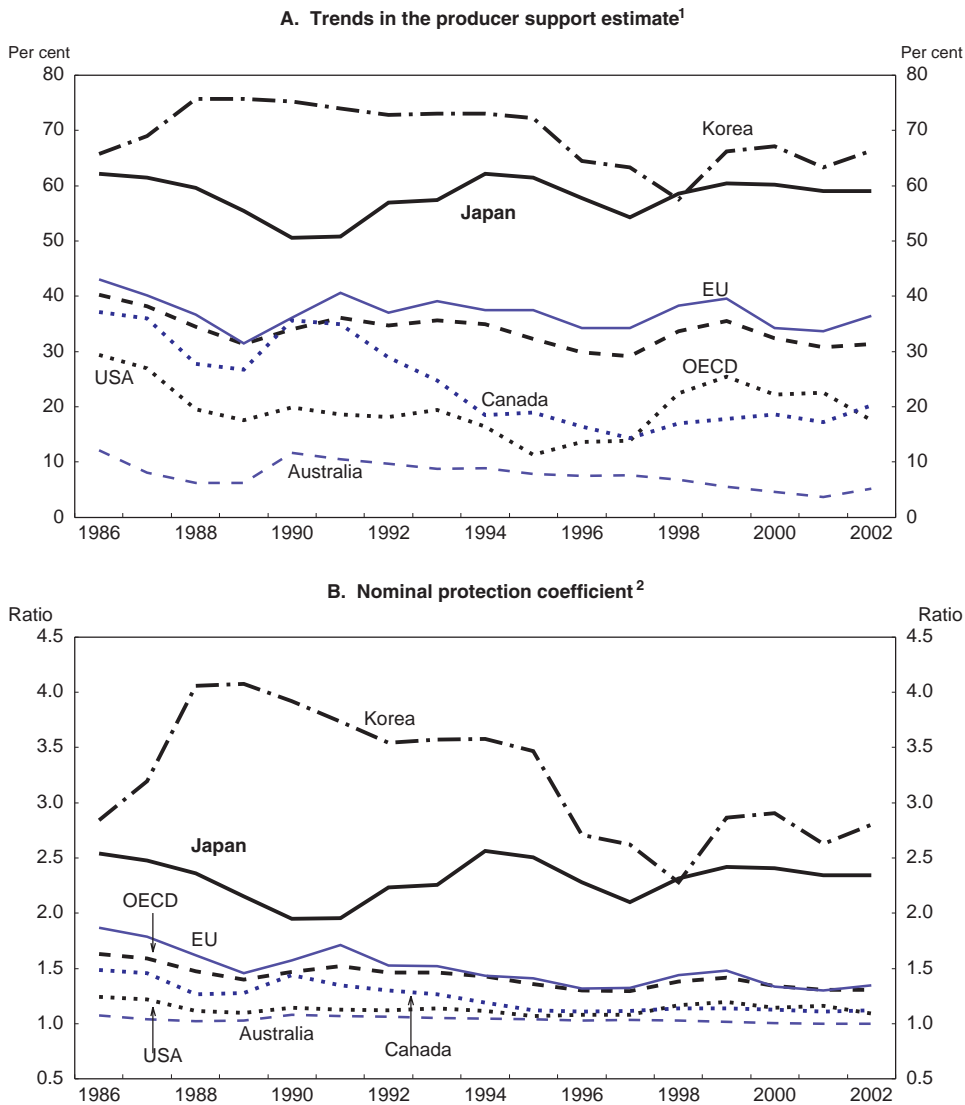 A. Trends in the producer support estimate¹
Per cent Per cent
80 80
70 Korea 70
60 60
Japan
50 50
40 EU 40
30 30
USA OECD
20 Canada 20
10 Australia 10
0 0
1986 1988 1990 1992 1994 1996 1998 2000 2002
B. Nominal protection coefficient ²
Ratio Ratio
4.5 4.5
4.0 4.0
Korea
3.5 3.5
3.0 3.0
2.5 Japan 2.5
2.0 2.0
OECD
EU
1.5 1.5
1.0 Australia 1.0
USA Canada
0.5 0.5
1986 1988 1990 1992 1994 1996 1998 2000 2002